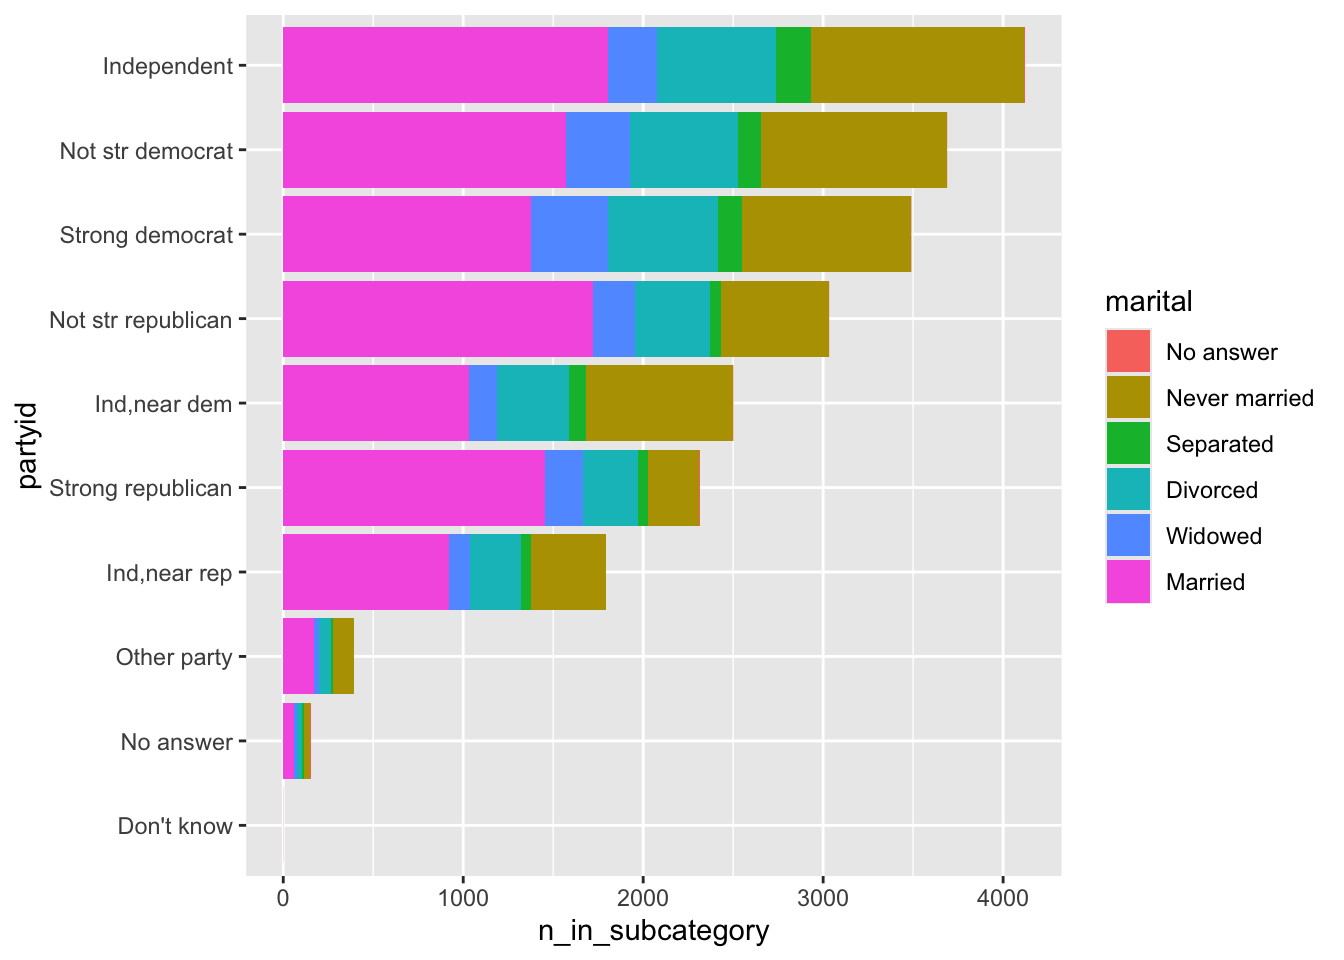 Independent
Not str democrat
Strong democrat
Not str republican
Ind,near dem
Strong republican
Ind,near rep
Other party
No answer
Don't know
partyid
0 1000 2000 3000 4000
n_in_subcategory
marital
No answer
Never married
Separated
Divorced
Widowed
Married